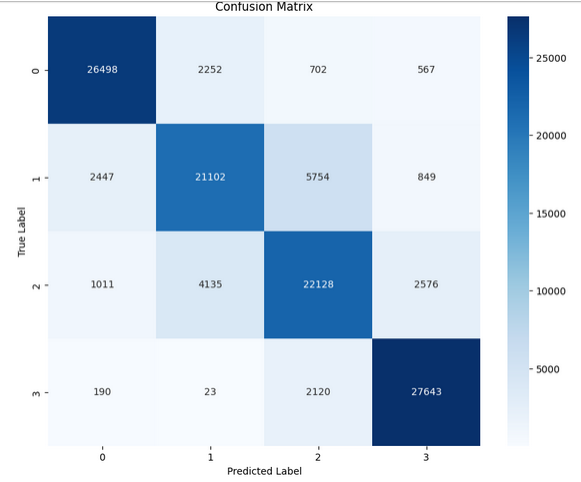 Confusion Matrix
0 26498 2252 702 567
1 2447 21102 5754 849
2 1011 4135 22128 2576
3 190 23 2120 27643
0 1 2 3
True Label
Predicted Label
25000
20000
15000
10000
5000